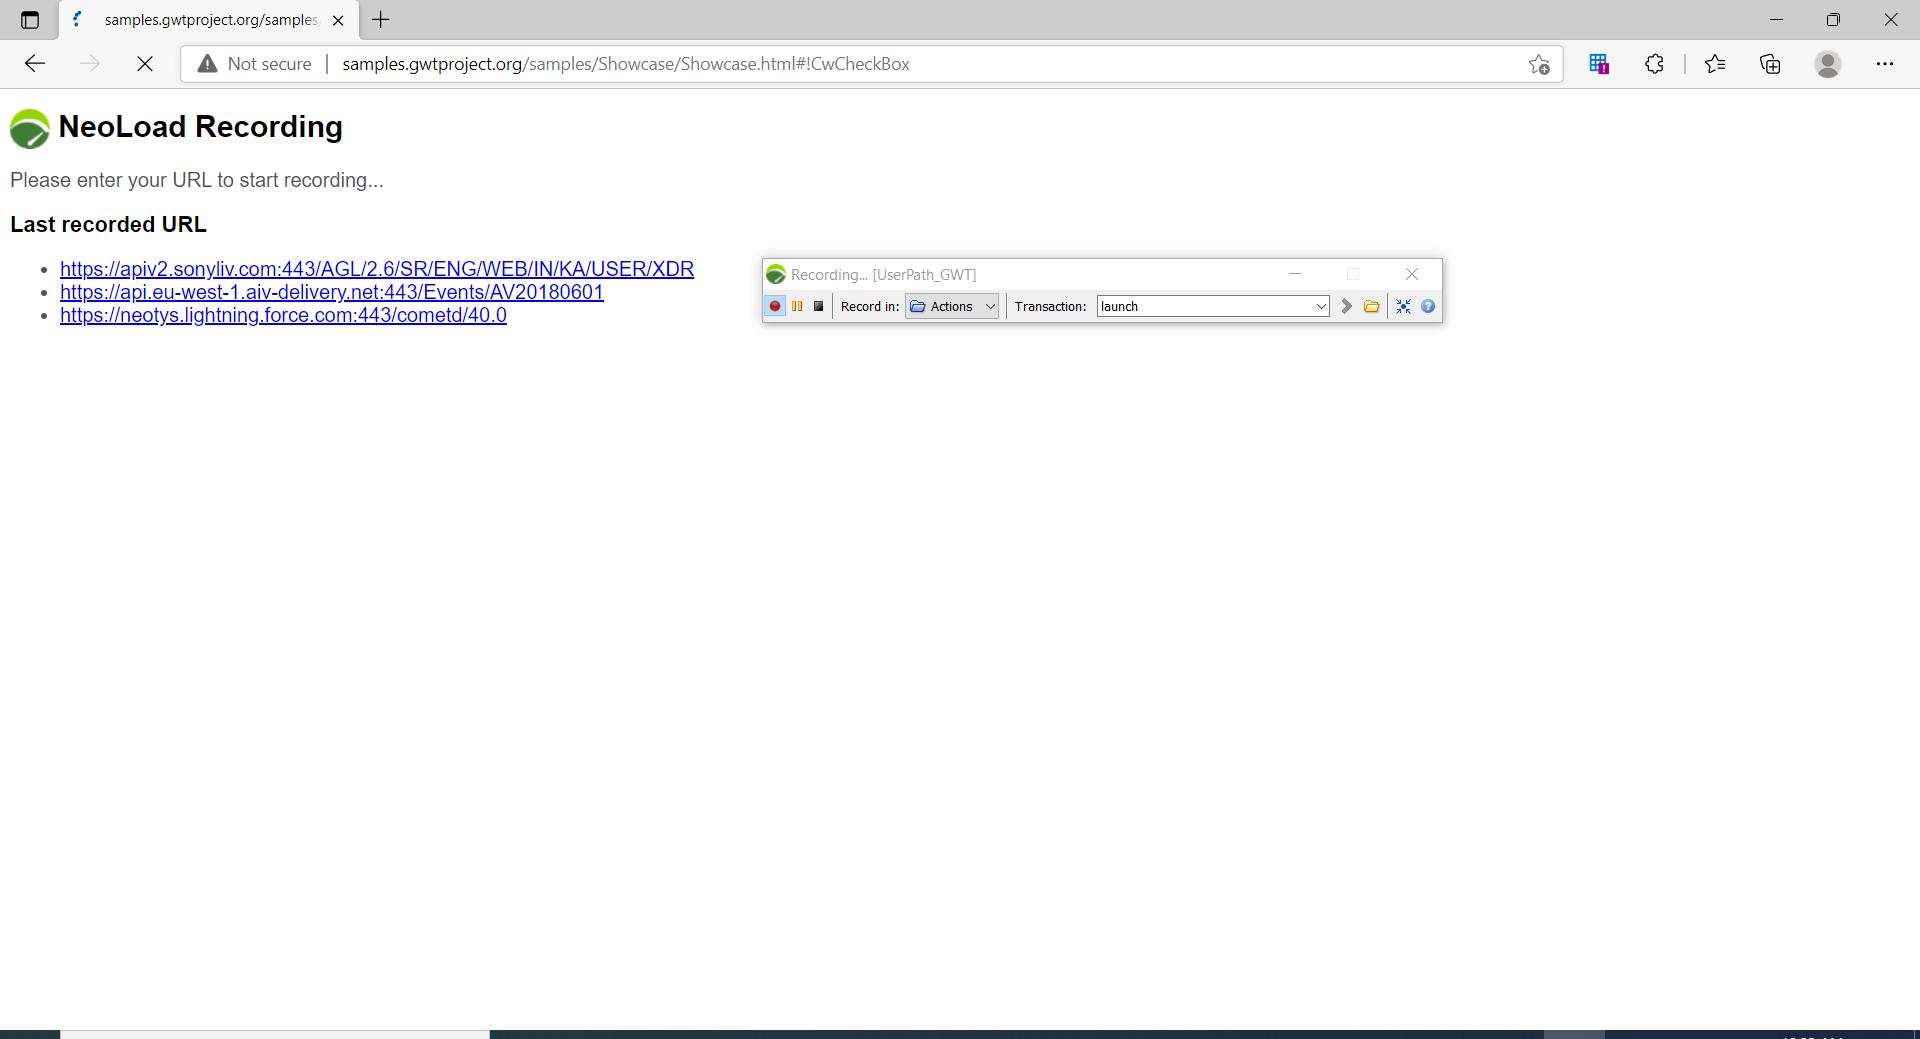 samples.gwtproject.org/samples
Not secure samples.gwtproject.org/samples/Showcase/Showcase.html#!CwCheckBox
NeoLoad Recording
Please enter your URL to start recording...
Last recorded URL
https://apiv2.sonyliv.com:443/AGL/2.6/SR/ENG/WEB/IN/KA/USER/XDR
https://api.eu-west-1.aiv-delivery.net:443/Events/AV20180601
https://neotys.lightning.force.com:443/cometd/40.0
Recording... [UserPath_GWT]
Record in: Actions Transaction: launch